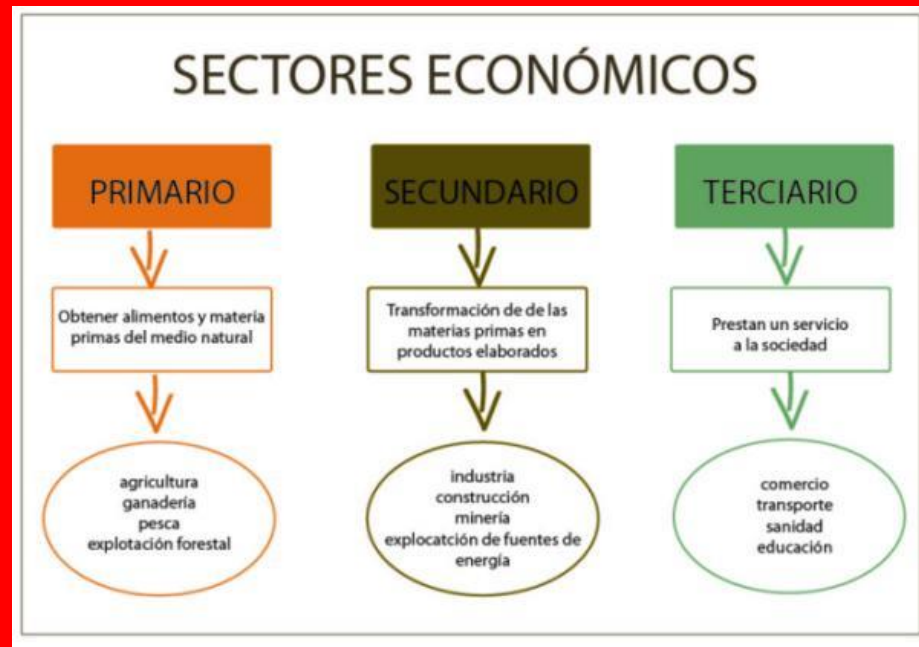 SECTORES ECONÓMICOS
PRIMARIO
Obtener alimentos y materia
primas del medio natural
agricultura
ganadería
pesca
explotación forestal
SECUNDARIO
Transformación de de las
materias primas en
productos elaborados
industria
construcción
minería
explocatción de fuentes de
energía
TERCIARIO
Prestan un servicio
a la sociedad
comercio
transporte
sanidad
educación